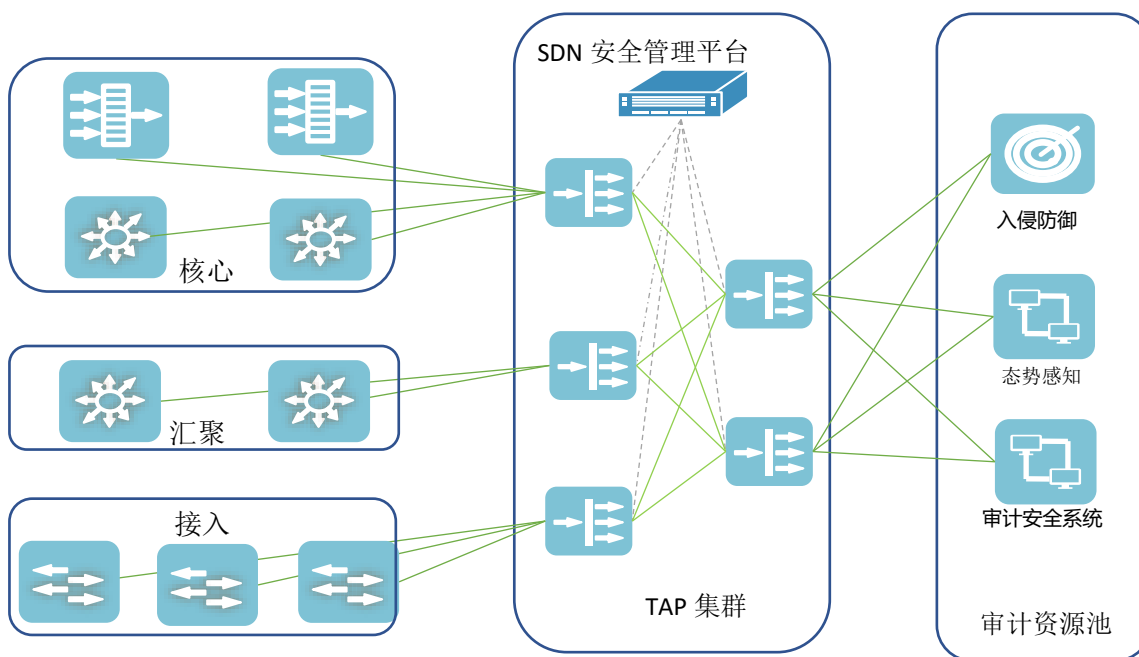 SDN 安全管理平台
核心
汇聚
接入
TAP 集群
入侵防御
态势感知
审计安全系统
审计资源池